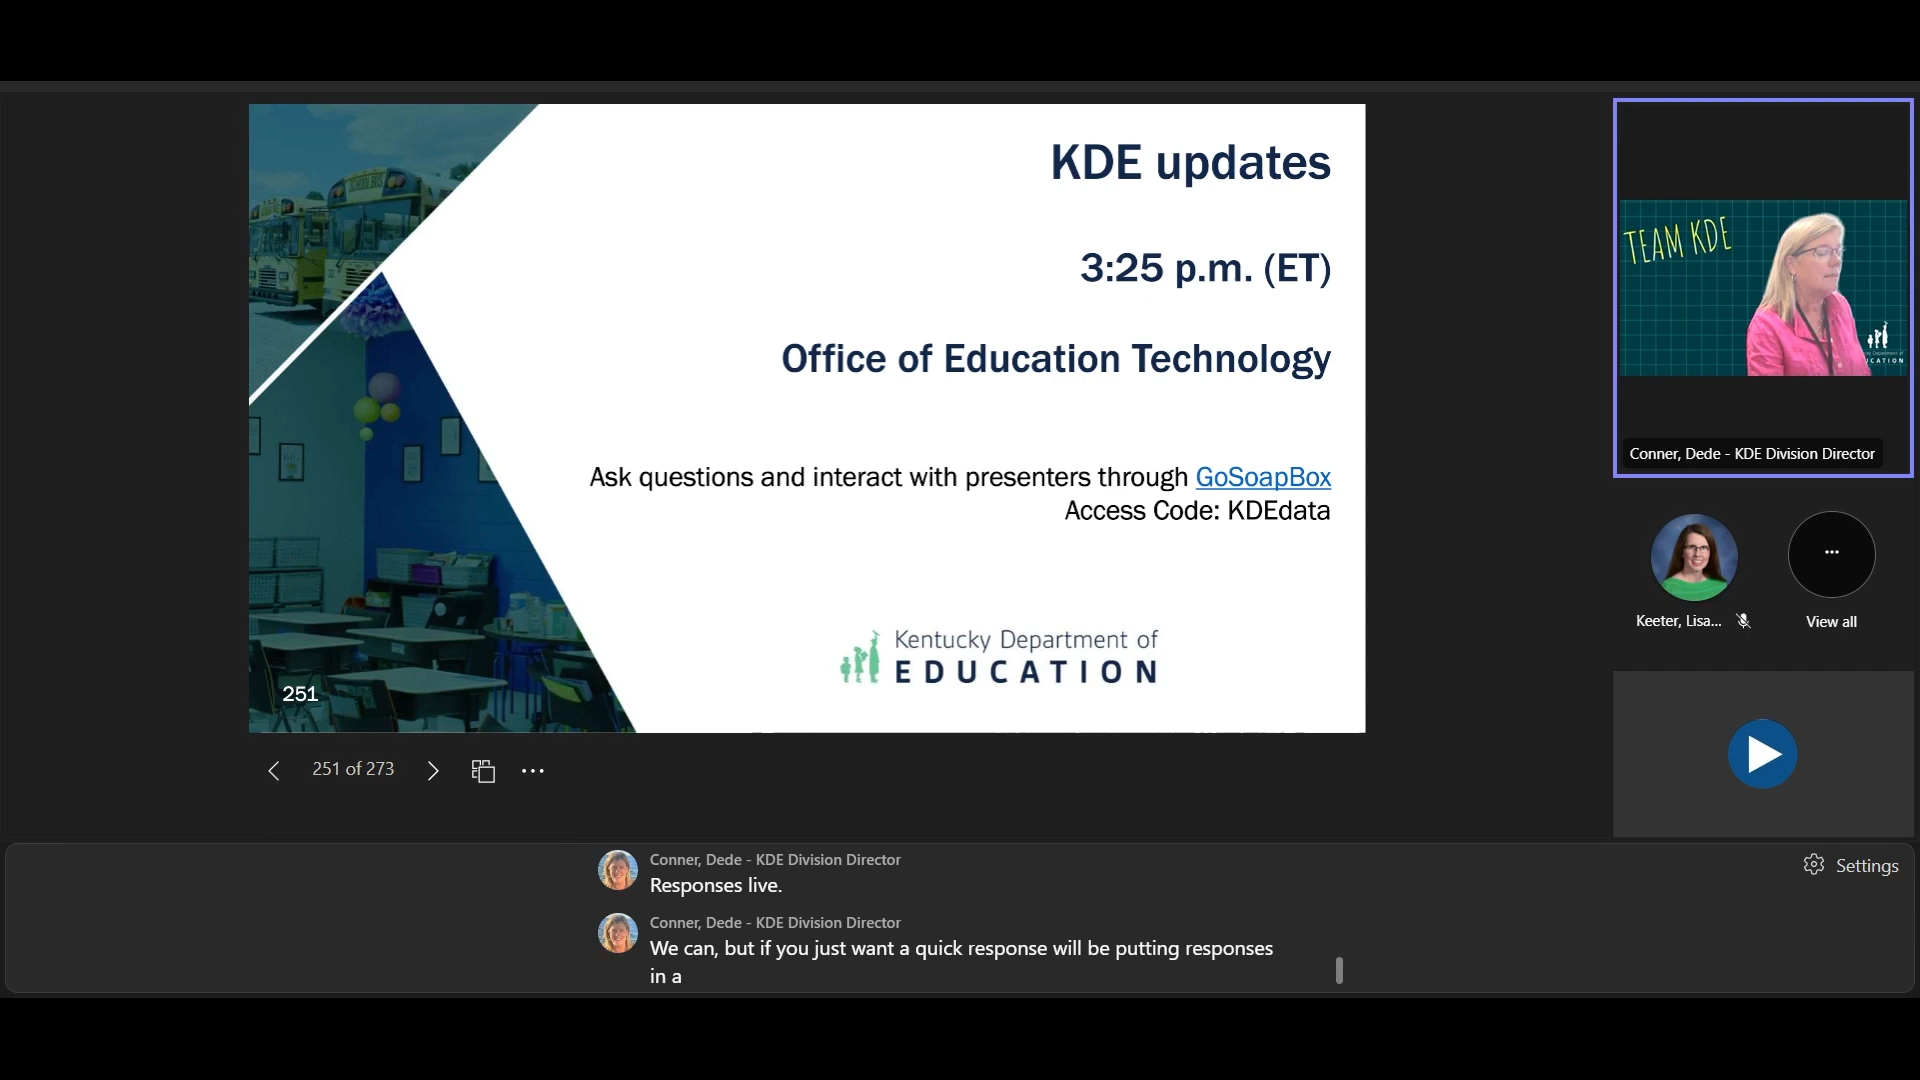 SCHOOL BUS
KDE updates
3:25 p.m. (ET)
Office of Education Technology
Ask questions and interact with presenters through GoSoapBox
Access Code: KDEdata
Kentucky Department of
EDUCATION
251
251 of 273
TEAM KDE
Conner, Dede - KDE Division Director
Keeter, Lisa...
View all
Conner, Dede - KDE Division Director
Responses live.
Conner, Dede - KDE Division Director
We can, but if you just want a quick response will be putting responses
in a
Settings